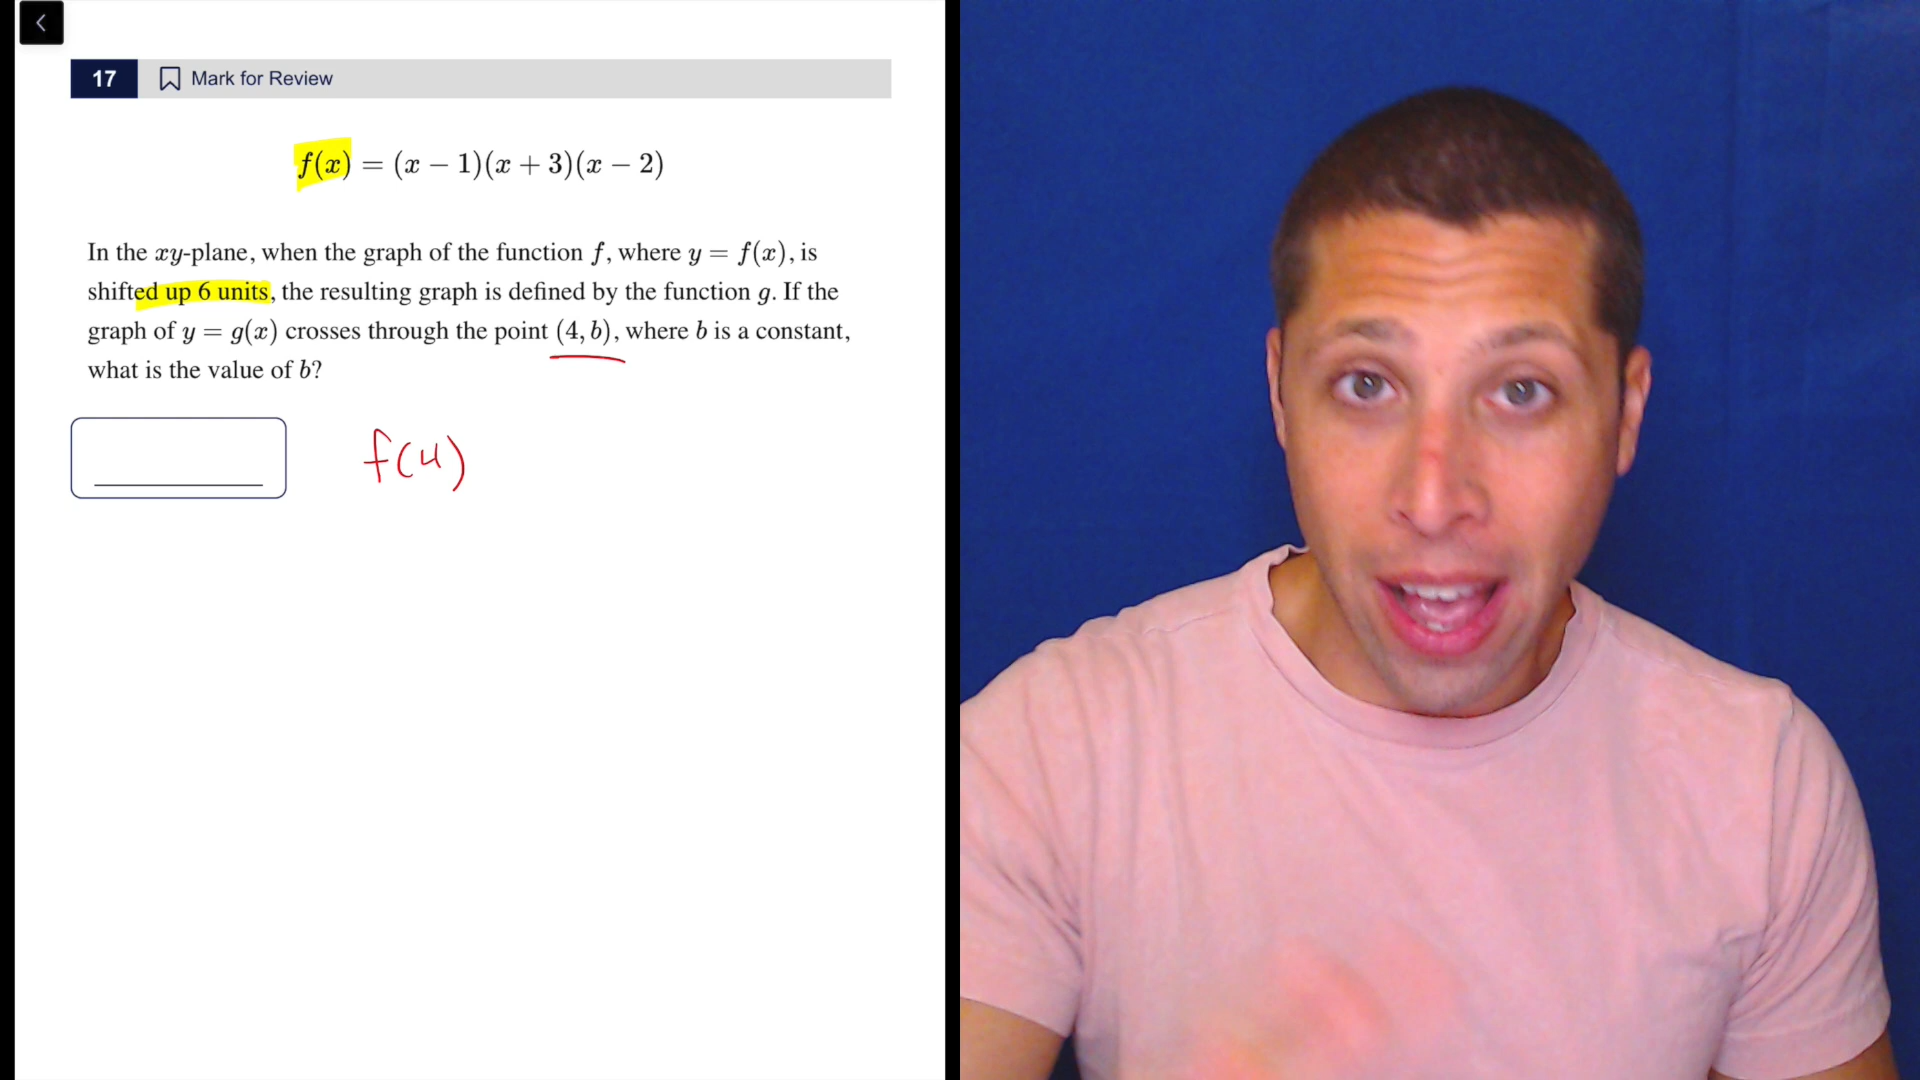 17 Mark for Review
f(x) = (x − 1)(x + 3)(x − 2)
In the xy-plane, when the graph of the function f, where y = f(x), is
shifted up 6 units, the resulting graph is defined by the function g. If the
graph of y = g(x) crosses through the point (4, b), where b is a constant,
what is the value of b?
f(4)